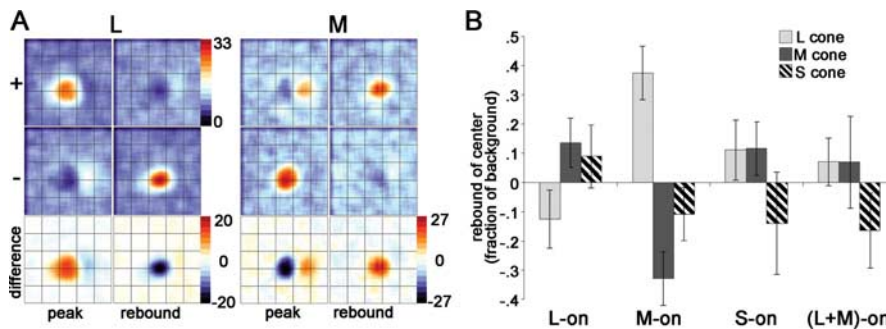 A
L
M
33
0
+
-
difference
20
0
-20
27
0
-27
peak
rebound
peak
rebound
B
L cone
M cone
S cone
rebound of center
(fraction of background)
.5
.4
.3
.2
.1
0
-.1
-.2
-.3
-.4
L-on
M-on
S-on
(L+M)-on